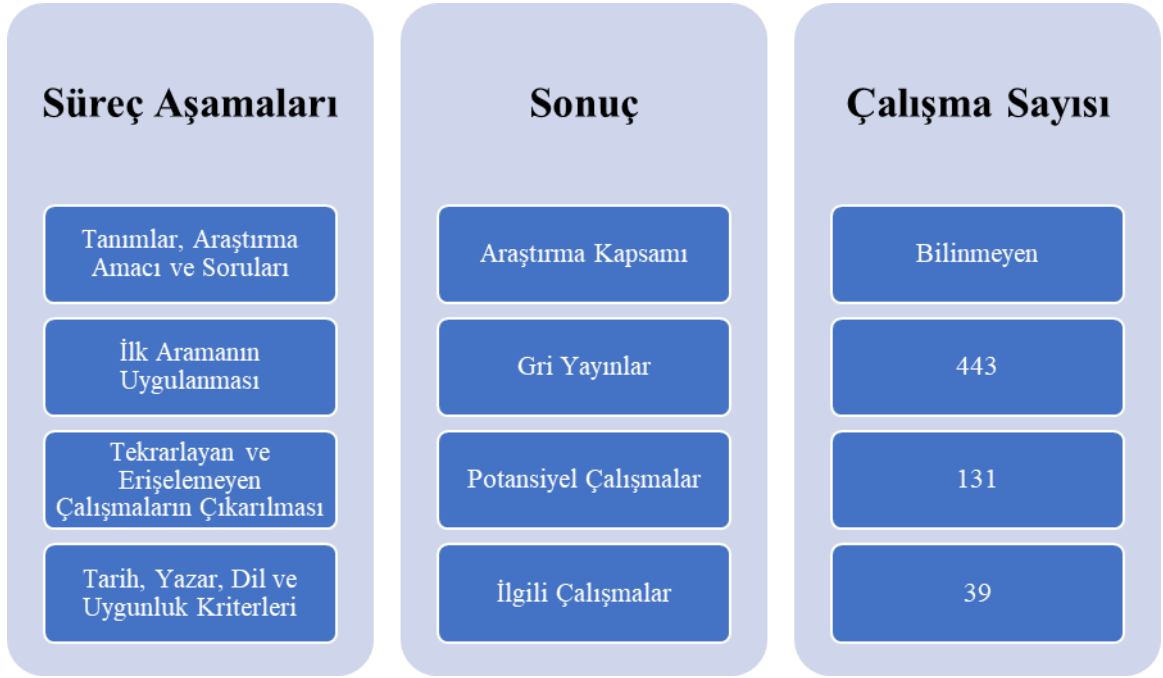 Süreç Aşamaları
Tanımlar, Araştırma
Amacı ve Soruları
İlk Aramanın
Uygulanması
Tekrarlayan ve
Erişelemeyen
Çalışmaların Çıkarılması
Tarih, Yazar, Dil ve
Uygunluk Kriterleri
Sonuç
Araştırma Kapsamı
Gri Yayınlar
Potansiyel Çalışmalar
İlgili Çalışmalar
Çalışma Sayısı
Bilinmeyen
443
131
39